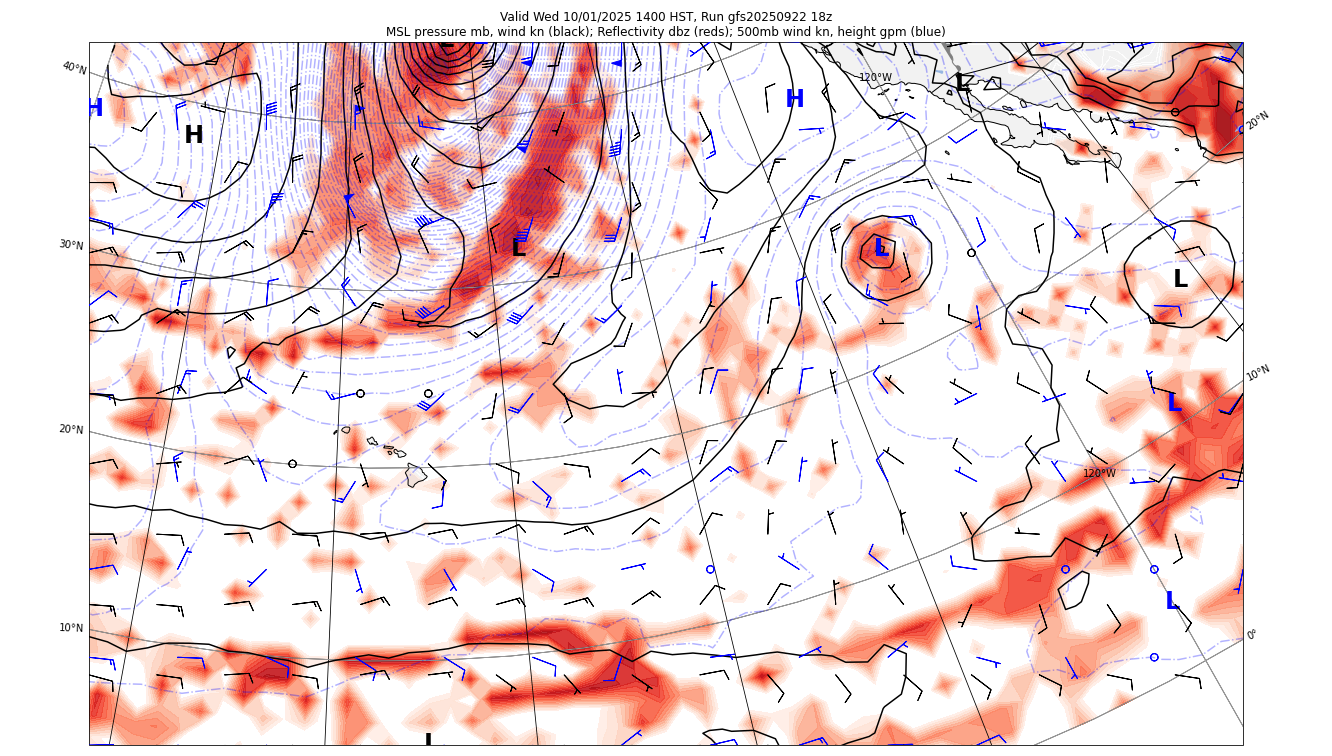 Valid Wed 10/01/2025 1400 HST, Run gfs20250922 18z
MSL pressure mb, wind kn (black); Reflectivity dbz (reds); 500mb wind kn, height gpm (blue)
L
40°N
120°W
L
H
H
20°N
H
30°N
L
L
L
10°N
L
20°N
120°W
L
10°N
0°
L